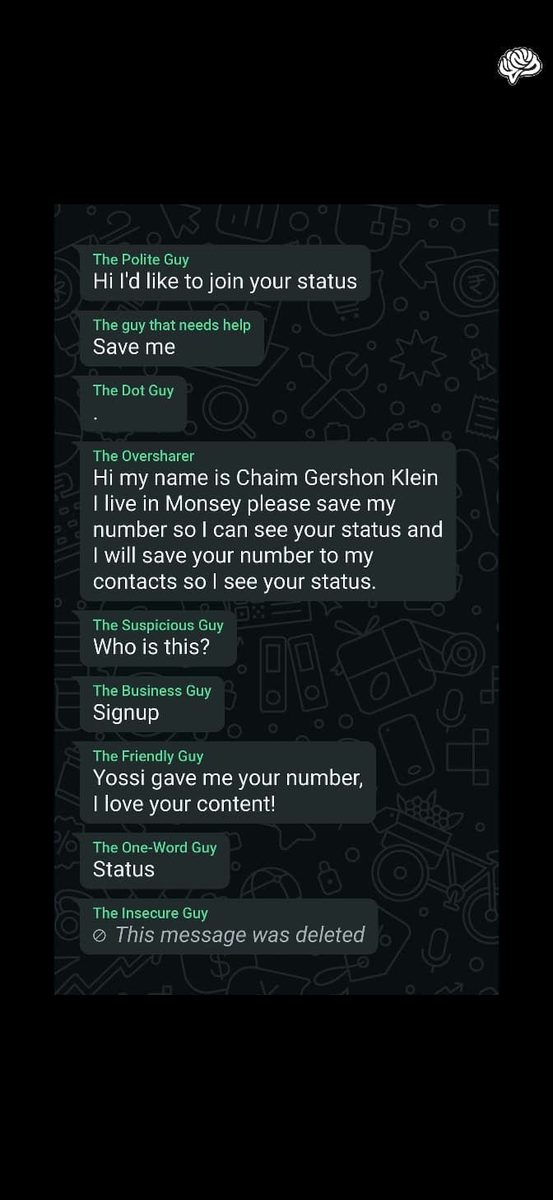 The Polite Guy
Hi I'd like to join your status
The guy that needs help
Save me
The Dot Guy
.
The Oversharer
Hi my name is Chaim Gershon Klein
I live in Monsey please save my
number so I can see your status and
I will save your number to my
contacts so I see your status.
The Suspicious Guy
Who is this?
The Business Guy
Signup
The Friendly Guy
Yossi gave me your number,
I love your content!
The One-Word Guy
Status
The Insecure Guy
This message was deleted